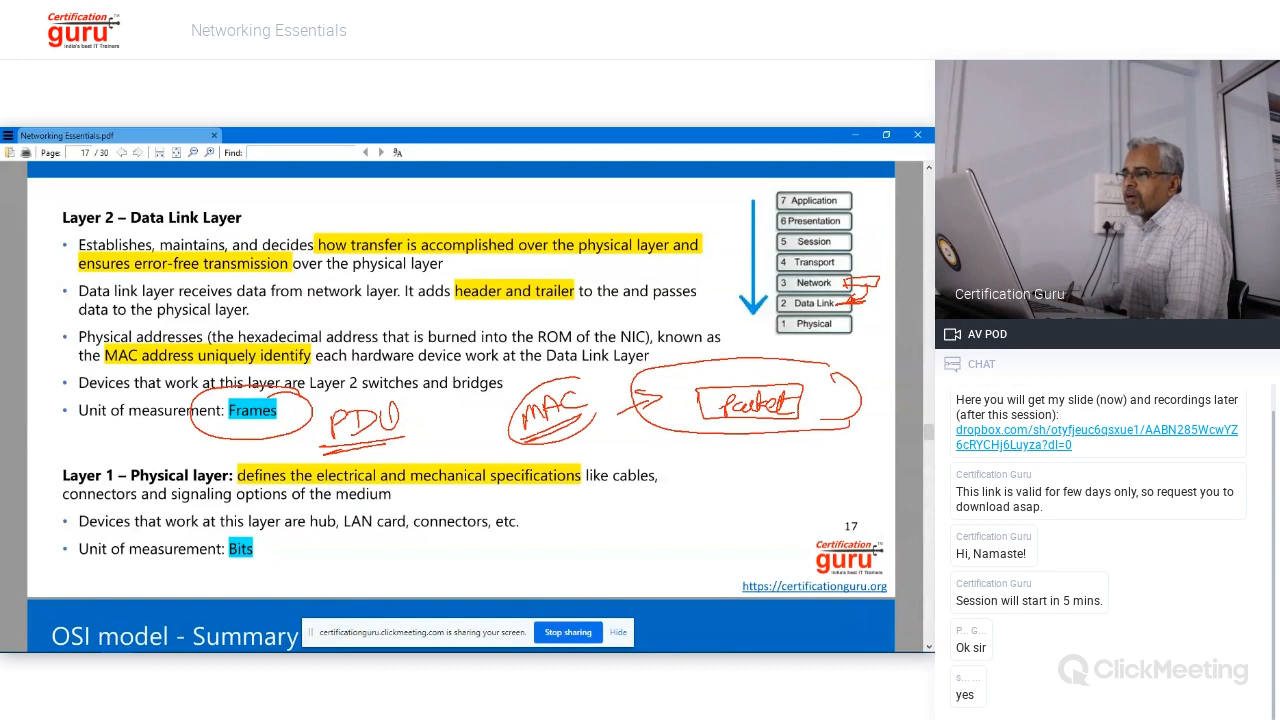 Certification
guru
India's best IT Trainers
Networking Essentials
Networking Essentials.pdf
Page: 17 / 30 Find:
Layer 2 – Data Link Layer
• Establishes, maintains, and decides how transfer is accomplished over the physical layer and
ensures error-free transmission over the physical layer
• Data link layer receives data from network layer. It adds header and trailer to the and passes
data to the physical layer.
• Physical addresses (the hexadecimal address that is burned into the ROM of the NIC), known as
the MAC address uniquely identify each hardware device work at the Data Link Layer
• Devices that work at this layer are Layer 2 switches and bridges
• Unit of measurement: Frames
PDU
MAC
Packet
7 Application
6 Presentation
5 Session
4 Transport
3 Network
2 Data Link
1 Physical
Layer 1 – Physical layer: defines the electrical and mechanical specifications like cables,
connectors and signaling options of the medium
• Devices that work at this layer are hub, LAN card, connectors, etc.
• Unit of measurement: Bits
17
Certification
guru
India's best IT Trainers
https://certificationguru.org
OSI model - Summary
certificationguru.clickmeeting.com is sharing your screen. Stop sharing Hide
Certification Guru
AV POD
CHAT
Here you will get my slide (now) and recordings later
(after this session):
dropbox.com/sh/otyfjeuc6qsxue1/AABN285WcwYZ
6cRYCHj6Luyza?dl=0
Certification Guru
This link is valid for few days only, so request you to
download asap.
Certification Guru
Hi, Namaste!
Certification Guru
Session will start in 5 mins.
P... G...
Ok sir
s... ...
yes
ClickMeeting